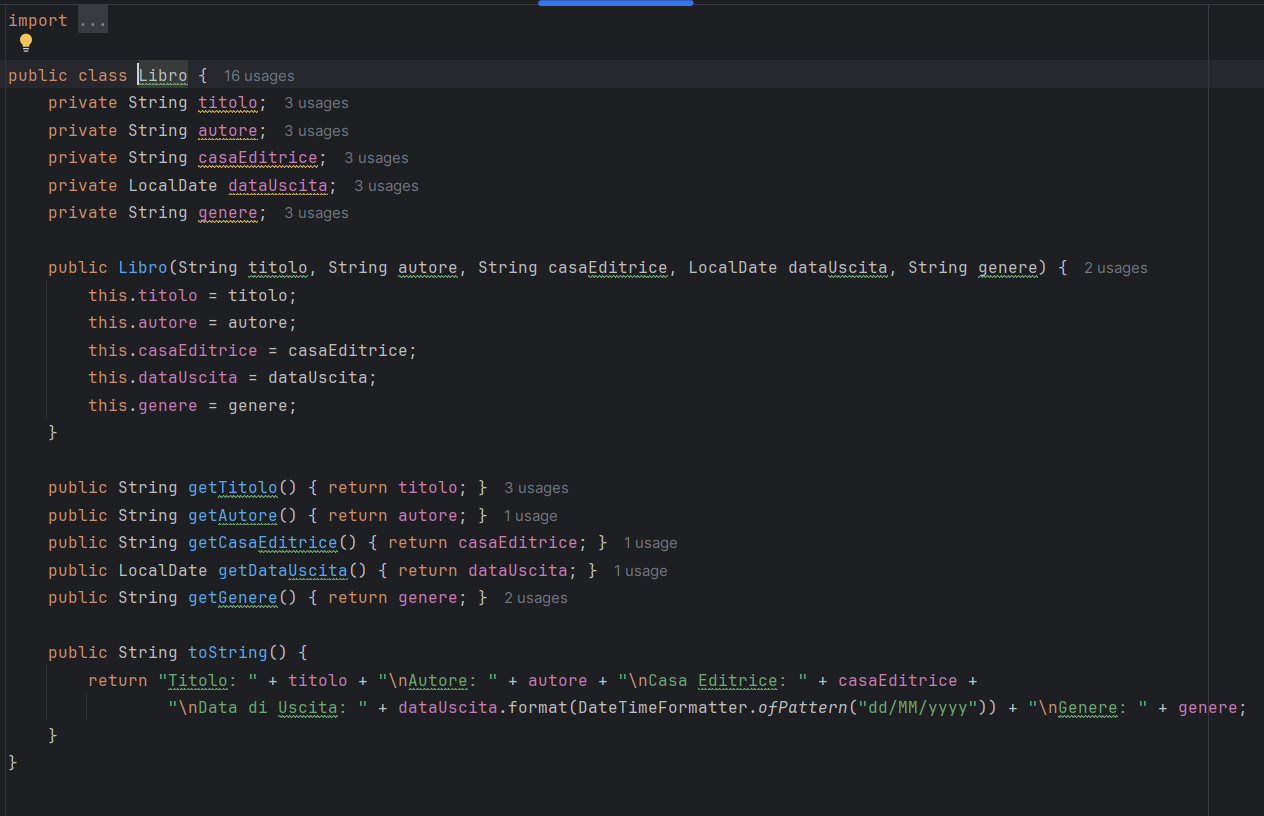 import ...
public class Libro { 16 usages
private String titolo; 3 usages
private String autore; 3 usages
private String casaEditrice; 3 usages
private LocalDate dataUscita; 3 usages
private String genere; 3 usages
public Libro(String titolo, String autore, String casaEditrice, LocalDate dataUscita, String genere) { 2 usages
this.titolo = titolo;
this.autore = autore;
this.casaEditrice = casaEditrice;
this.dataUscita = dataUscita;
this.genere = genere;
}
public String getTitolo() { return titolo; } 3 usages
public String getAutore() { return autore; } 1 usage
public String getCasaEditrice() { return casaEditrice; } 1 usage
public LocalDate getDataUscita() { return dataUscita; } 1 usage
public String getGenere() { return genere; } 2 usages
public String toString() {
return "Titolo: " + titolo + "\nAutore: " + autore + "\nCasa Editrice: " + casaEditrice +
"\nData di Uscita: " + dataUscita.format(DateTimeFormatter.ofPattern("dd/MM/yyyy")) + "\nGenere: " + genere;
}
}